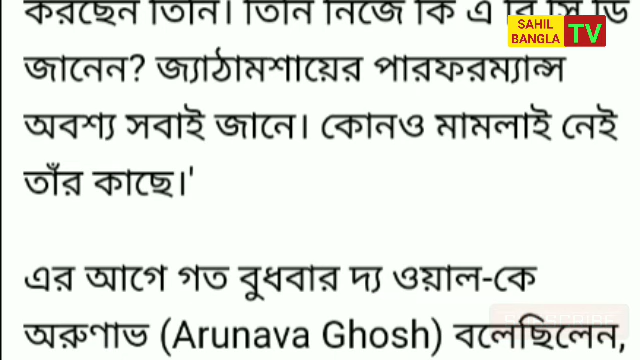 করছেন তিনি। তিনি নিজে কি এ বি সি ডি
SAHIL
BANGLA TV
জানেন? জ্যাঠামশায়ের পারফরম্যান্স
অবশ্য সবাই জানে। কোনও মামলাই নেই
তাঁর কাছে।'
এর আগে গত বুধবার দ্য ওয়াল-কে
SUBSCRIBE
অরুণাভ (Arunava Ghosh) বলেছিলেন,